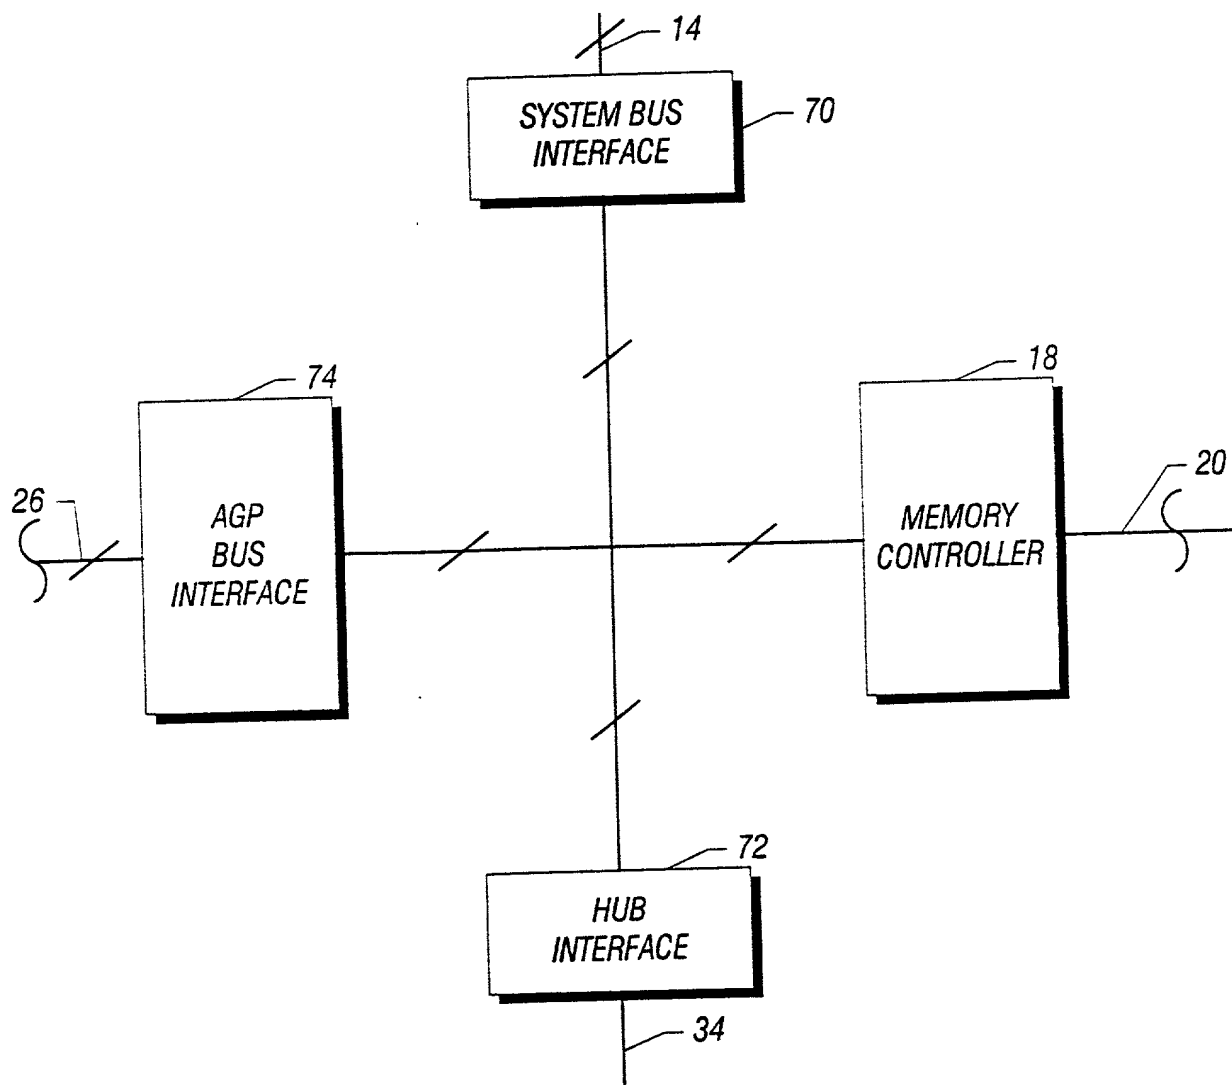 14
SYSTEM BUS
INTERFACE
70
74
18
26
AGP
BUS
INTERFACE
MEMORY
CONTROLLER
20
72
HUB
INTERFACE
34